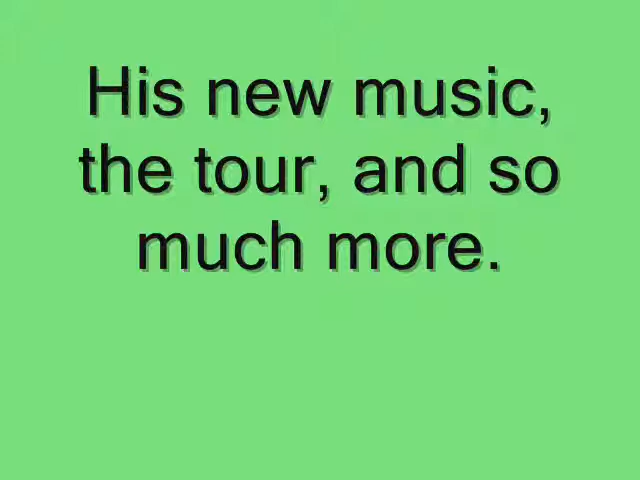 His new music,
the tour, and so
much more.